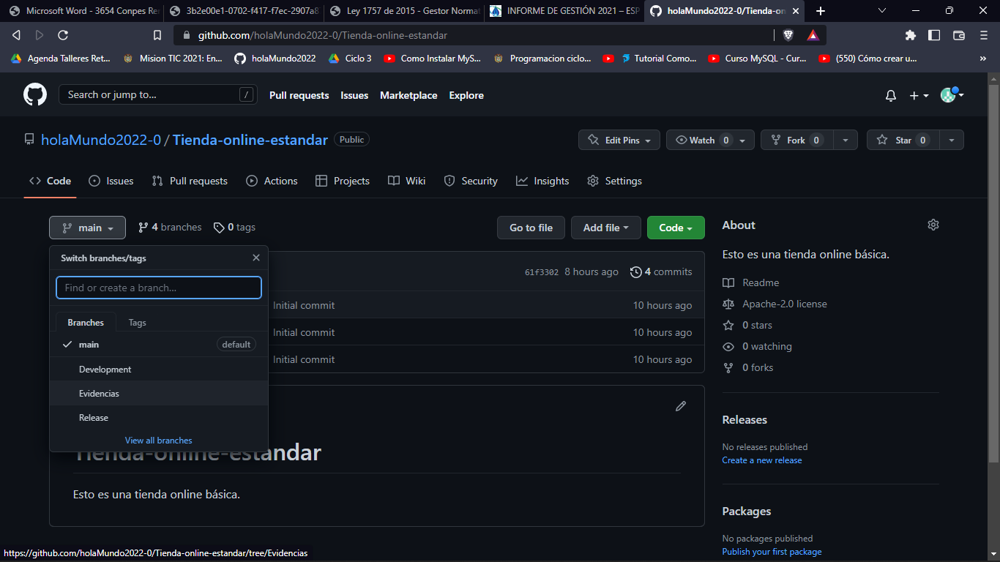 Microsoft Word - 3654 Conpes Re
3b2e00e1-0702-f417-f7ec-2907a8
Ley 1757 de 2015 - Gestor Normat
INFORME DE GESTIÓN 2021 – ESP
holaMundo2022-0/Tienda-on
github.com/holaMundo2022-0/Tienda-online-estandar
Agenda Talleres Ret...
Mision TIC 2021: En...
holaMundo2022
Ciclo 3
Como Instalar MyS...
Programacion ciclo...
Tutorial Como...
Curso MySQL - Cur...
(550) Cómo crear u...
»
Search or jump to...
/
Pull requests
Issues
Marketplace
Explore
holaMundo2022-0 / Tienda-online-estandar
Public
Edit Pins
Watch 0
Fork 0
Star 0
Code
Issues
Pull requests
Actions
Projects
Wiki
Security
Insights
Settings
main
4 branches
0 tags
Go to file
Add file
Code
Switch branches/tags
Find or create a branch...
Branches
Tags
main
default
Development
Evidencias
Release
View all branches
61f3302 8 hours ago
4 commits
Initial commit
10 hours ago
Initial commit
10 hours ago
Initial commit
10 hours ago
Tienda-online-estandar
Esto es una tienda online básica.
About
Esto es una tienda online básica.
Readme
Apache-2.0 license
0 stars
0 watching
0 forks
Releases
No releases published
Create a new release
Packages
No packages published
Publish your first package
https://github.com/holaMundo2022-0/Tienda-online-estandar/tree/Evidencias